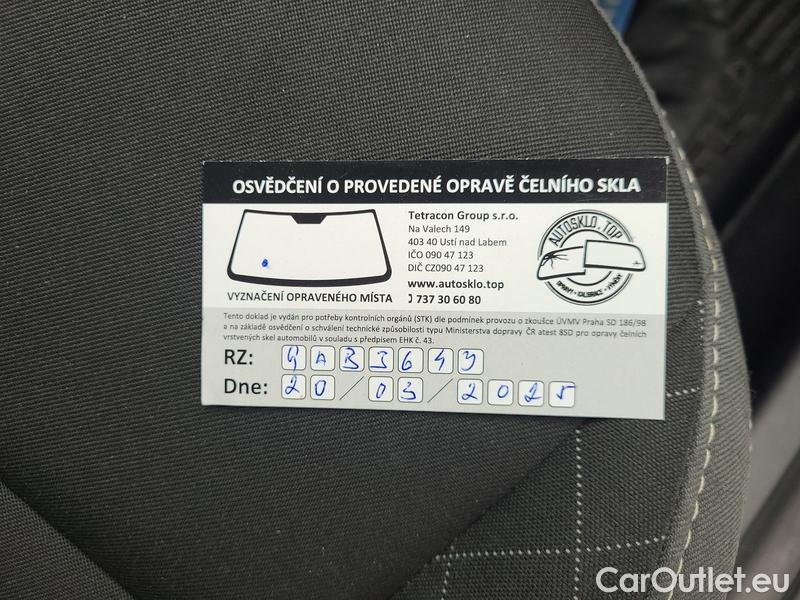 OSVĚDČENÍ O PROVEDENÉ OPRAVĚ ČELNÍHO SKLA
Tetracon Group s.r.o.
Na Valech 149
403 40 Ustí nad Labem
IČO 090 47 123
DIČ CZ090 47 123
www.autosklo.top
737 30 60 80
VYZNAČENÍ OPRAVENÉHO MÍSTA
AUTOSKLO.TOP
OPRAVY · KALIBRACE · VÝMĚNY
Tento doklad je vydán pro potřeby kontrolních orgánů (STK) dle podmínek provozu o zkoušce ÚVMV Praha SD 186/98
a na základě osvědčení o schválení technické způsobilosti typu Ministerstva dopravy ČR atest 8SD pro opravy čelních
vrstvených skel automobilů v souladu s předpisem EHK č. 43.
RZ:
Dne: 20 / 03 / 2025
CarOutlet.eu